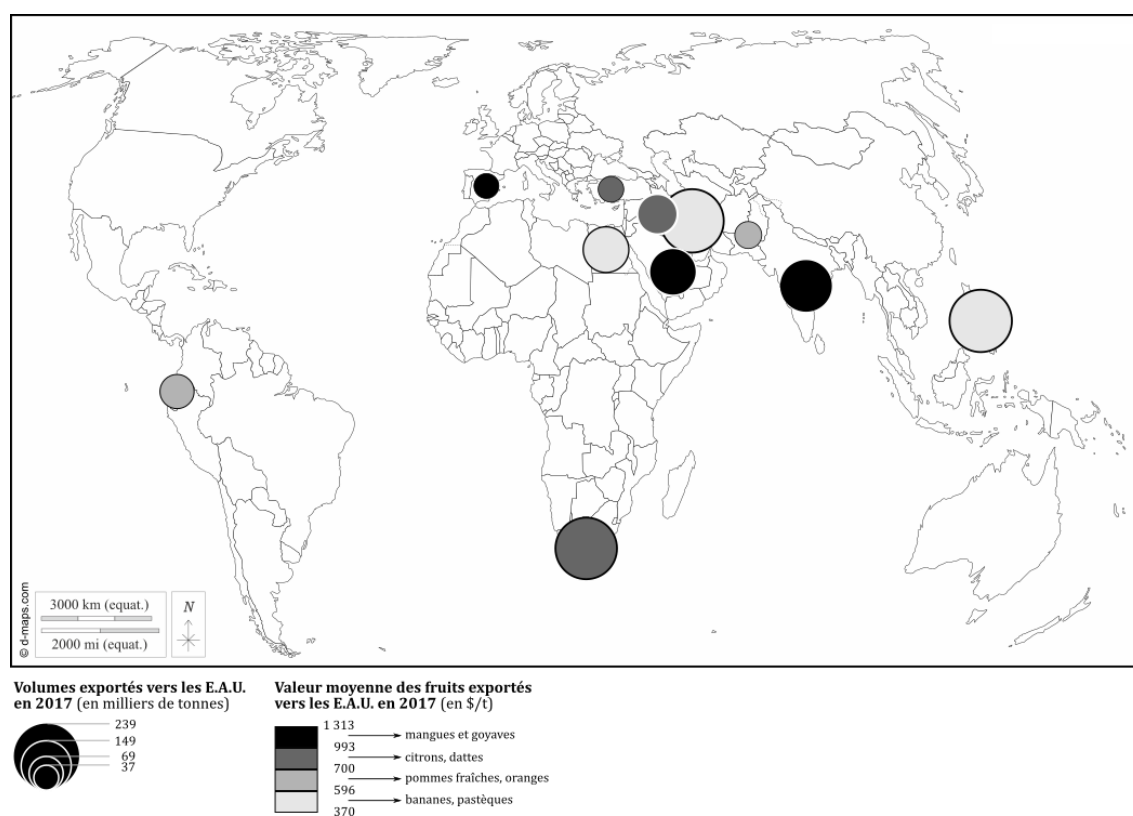 © d-maps.com
3000 km (equat.)
2000 mi (equat.)
N
Volumes exportés vers les E.A.U.
en 2017 (en milliers de tonnes)
239
149
69
37
Valeur moyenne des fruits exportés
vers les E.A.U. en 2017 (en $/t)
1 313
mangues et goyaves
993
citrons, dattes
700
pommes fraîches, oranges
596
bananes, pastèques
370